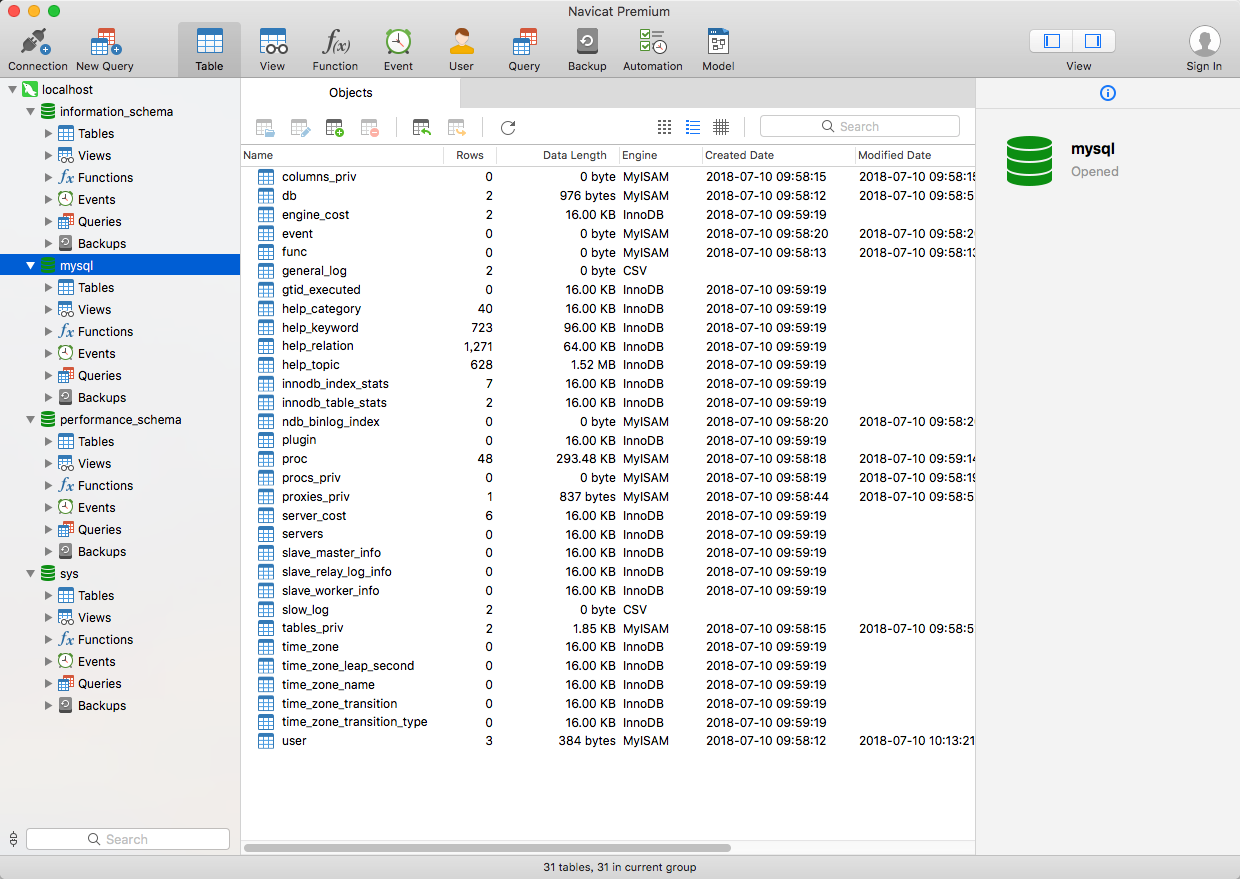 Navicat Premium
Connection New Query Table View Function Event User Query Backup Automation Model View Sign In
localhost
information_schema
Tables
Views
Functions
Events
Queries
Backups
mysql
Tables
Views
Functions
Events
Queries
Backups
performance_schema
Tables
Views
Functions
Events
Queries
Backups
sys
Tables
Views
Functions
Events
Queries
Backups
Search
Objects
Search
Name Rows Data Length Engine Created Date Modified Date
columns_priv 0 0 byte MyISAM 2018-07-10 09:58:15 2018-07-10 09:58:15
db 2 976 bytes MyISAM 2018-07-10 09:58:12 2018-07-10 09:58:5
engine_cost 2 16.00 KB InnoDB 2018-07-10 09:59:19
event 0 0 byte MyISAM 2018-07-10 09:58:20 2018-07-10 09:58:2
func 0 0 byte MyISAM 2018-07-10 09:58:13 2018-07-10 09:58:13
general_log 2 0 byte CSV
gtid_executed 0 16.00 KB InnoDB 2018-07-10 09:59:19
help_category 40 16.00 KB InnoDB 2018-07-10 09:59:19
help_keyword 723 96.00 KB InnoDB 2018-07-10 09:59:19
help_relation 1,271 64.00 KB InnoDB 2018-07-10 09:59:19
help_topic 628 1.52 MB InnoDB 2018-07-10 09:59:19
innodb_index_stats 7 16.00 KB InnoDB 2018-07-10 09:59:19
innodb_table_stats 2 16.00 KB InnoDB 2018-07-10 09:59:19
ndb_binlog_index 0 0 byte MyISAM 2018-07-10 09:58:20 2018-07-10 09:58:2
plugin 0 16.00 KB InnoDB 2018-07-10 09:59:19
proc 48 293.48 KB MyISAM 2018-07-10 09:58:18 2018-07-10 09:59:14
procs_priv 0 0 byte MyISAM 2018-07-10 09:58:19 2018-07-10 09:58:19
proxies_priv 1 837 bytes MyISAM 2018-07-10 09:58:44 2018-07-10 09:58:5
server_cost 6 16.00 KB InnoDB 2018-07-10 09:59:19
servers 0 16.00 KB InnoDB 2018-07-10 09:59:19
slave_master_info 0 16.00 KB InnoDB 2018-07-10 09:59:19
slave_relay_log_info 0 16.00 KB InnoDB 2018-07-10 09:59:19
slave_worker_info 0 16.00 KB InnoDB 2018-07-10 09:59:19
slow_log 2 0 byte CSV
tables_priv 2 1.85 KB MyISAM 2018-07-10 09:58:15 2018-07-10 09:58:5
time_zone 0 16.00 KB InnoDB 2018-07-10 09:59:19
time_zone_leap_second 0 16.00 KB InnoDB 2018-07-10 09:59:19
time_zone_name 0 16.00 KB InnoDB 2018-07-10 09:59:19
time_zone_transition 0 16.00 KB InnoDB 2018-07-10 09:59:19
time_zone_transition_type 0 16.00 KB InnoDB 2018-07-10 09:59:19
user 3 384 bytes MyISAM 2018-07-10 09:58:12 2018-07-10 10:13:21
mysql
Opened
31 tables, 31 in current group